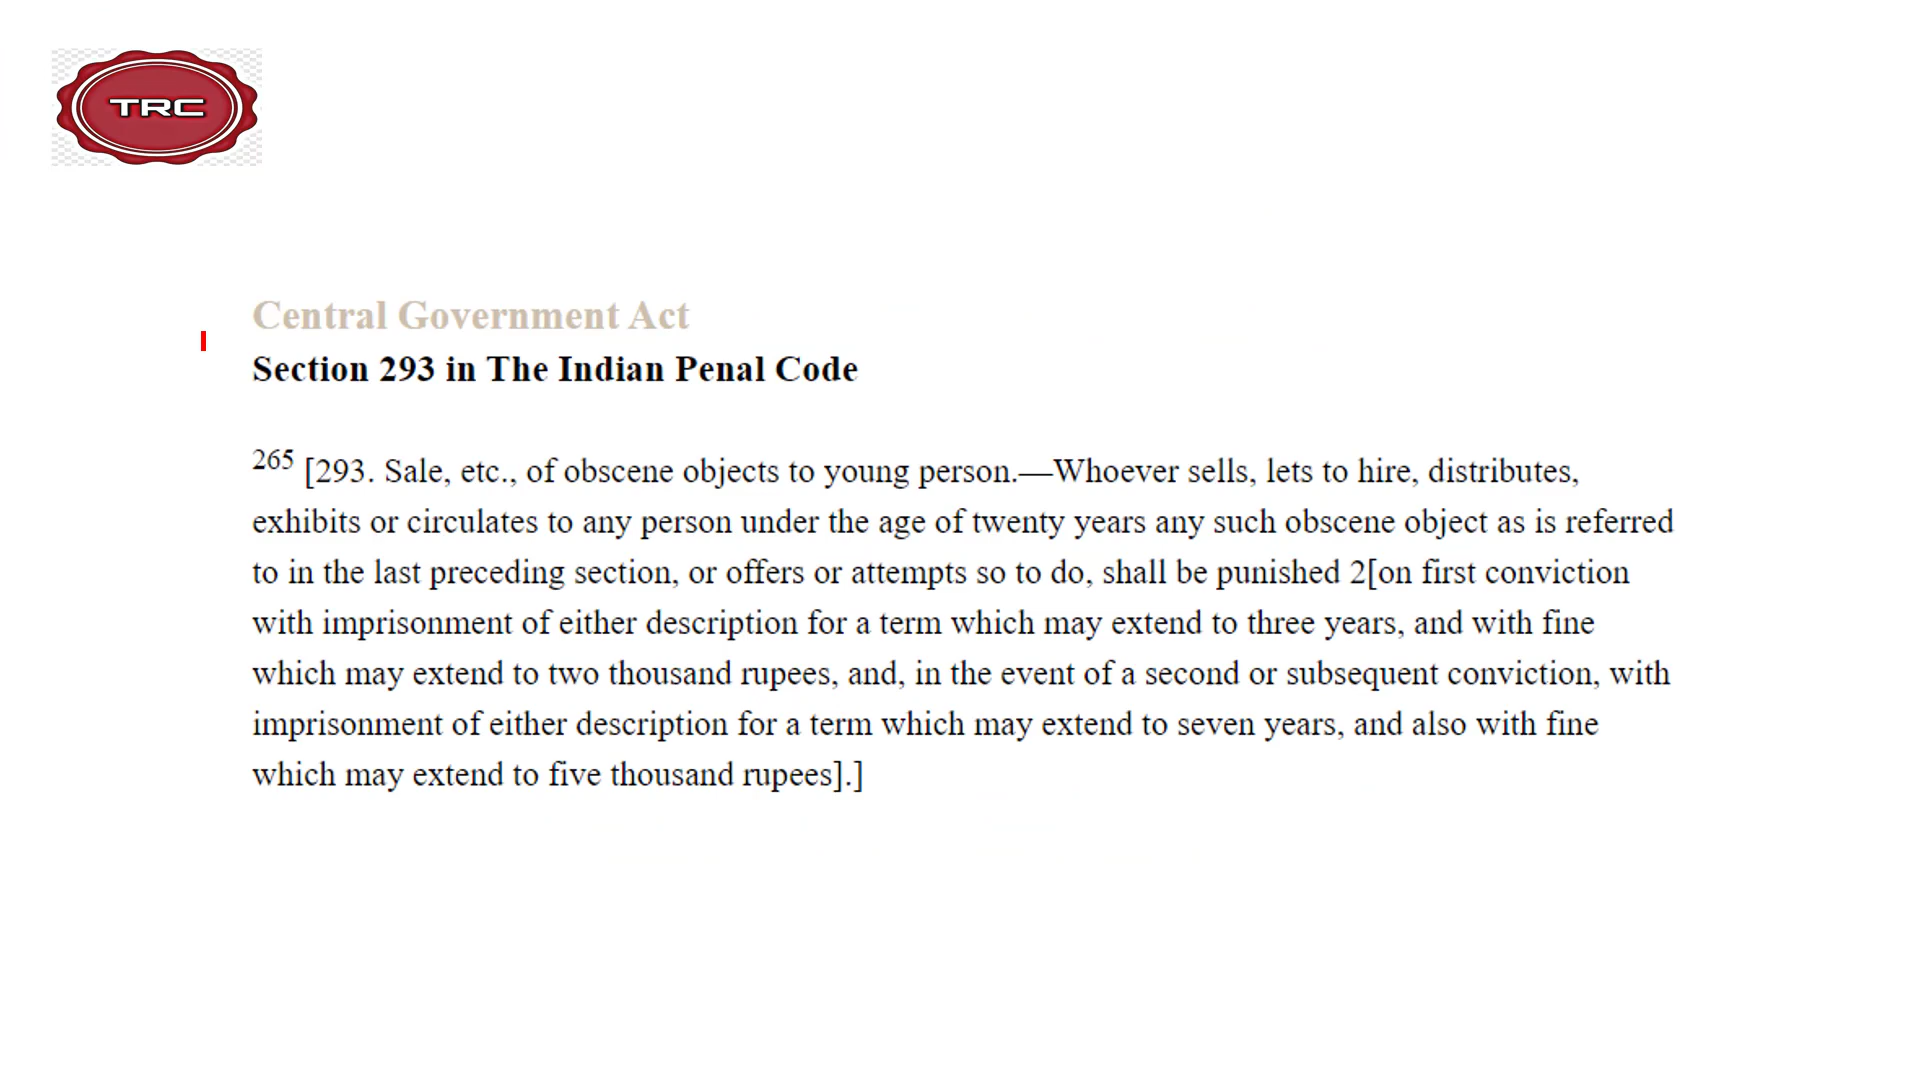 TRC
Central Government Act
Section 293 in The Indian Penal Code
265 [293. Sale, etc., of obscene objects to young person.—Whoever sells, lets to hire, distributes,
exhibits or circulates to any person under the age of twenty years any such obscene object as is referred
to in the last preceding section, or offers or attempts so to do, shall be punished 2[on first conviction
with imprisonment of either description for a term which may extend to three years, and with fine
which may extend to two thousand rupees, and, in the event of a second or subsequent conviction, with
imprisonment of either description for a term which may extend to seven years, and also with fine
which may extend to five thousand rupees].]